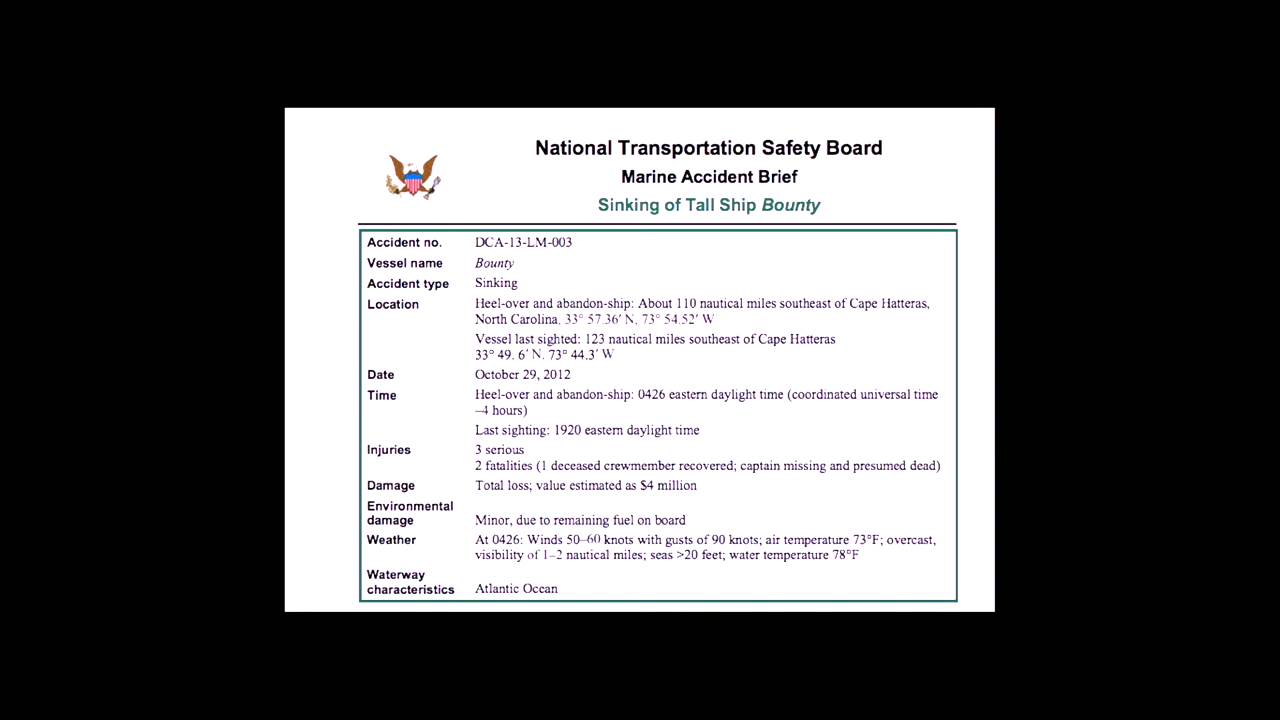 National Transportation Safety Board
Marine Accident Brief
Sinking of Tall Ship Bounty
Accident no. DCA-13-LM-003
Vessel name Bounty
Accident type Sinking
Location Heel-over and abandon-ship: About 110 nautical miles southeast of Cape Hatteras,
North Carolina, 33° 57.36′ N, 73° 54.52′ W
Vessel last sighted: 123 nautical miles southeast of Cape Hatteras
33° 49. 6′ N. 73° 44.3′ W
Date October 29, 2012
Time Heel-over and abandon-ship: 0426 eastern daylight time (coordinated universal time
–4 hours)
Last sighting: 1920 eastern daylight time
Injuries 3 serious
2 fatalities (1 deceased crewmember recovered; captain missing and presumed dead)
Damage Total loss; value estimated as $4 million
Environmental
damage Minor, due to remaining fuel on board
Weather At 0426: Winds 50–60 knots with gusts of 90 knots; air temperature 73°F; overcast,
visibility of 1–2 nautical miles; seas >20 feet; water temperature 78°F
Waterway
characteristics Atlantic Ocean